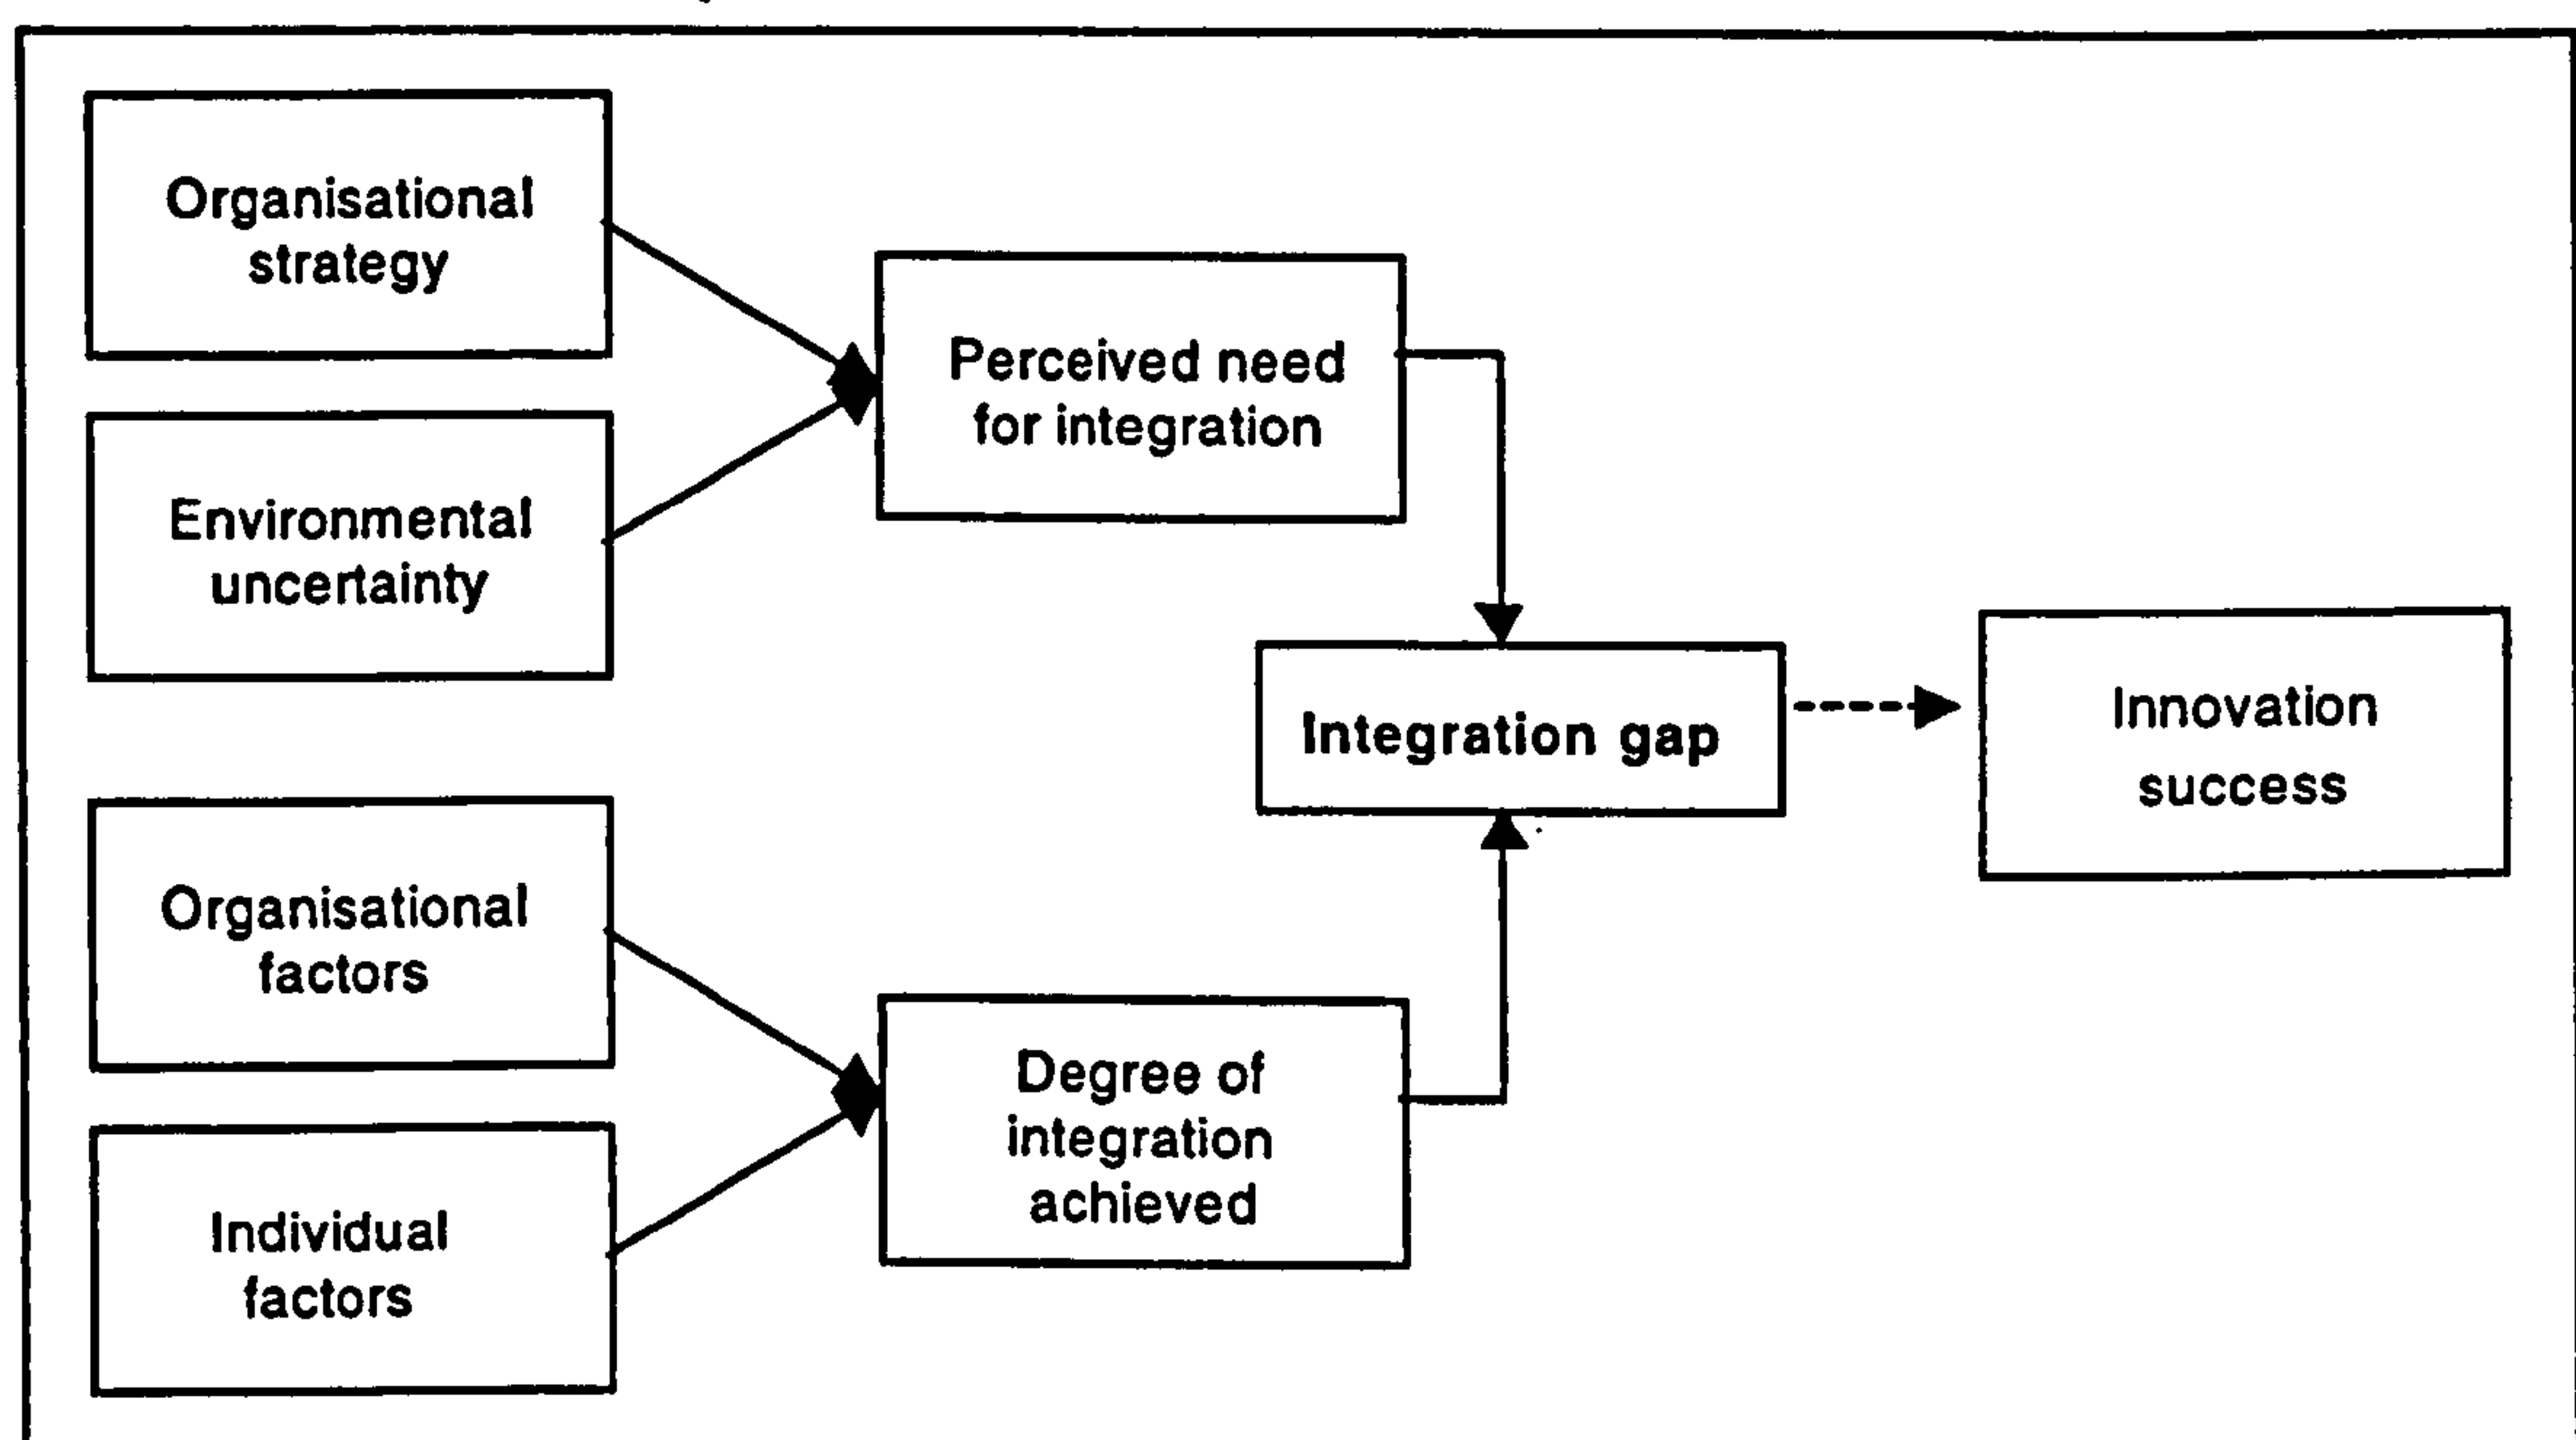 Organisational
strategy
Environmental
uncertainty
Perceived need
for integration
Integration gap
Innovation
success
Organisational
factors
Individual
factors
Degree of
integration
achieved